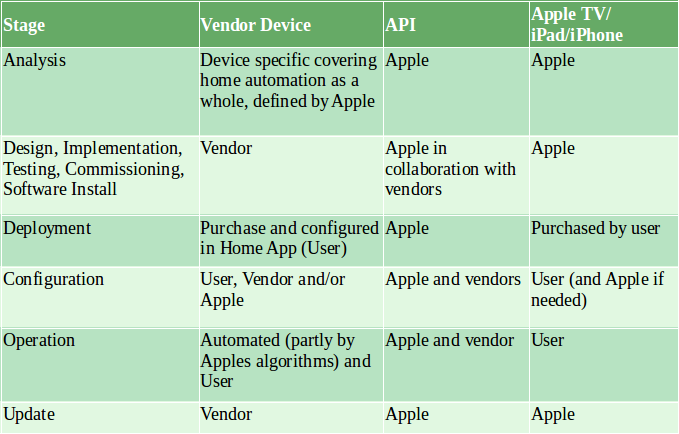 Stage
Vendor Device
API
Apple TV/
iPad/iPhone
Analysis
Device specific covering
home automation as a
whole, defined by Apple
Apple
Apple
Design, Implementation,
Testing, Commissioning,
Software Install
Vendor
Apple in
collaboration with
vendors
Apple
Deployment
Purchase and configured
in Home App (User)
Apple
Purchased by user
Configuration
User, Vendor and/or
Apple
Apple and vendors
User (and Apple if
needed)
Operation
Automated (partly by
Apples algorithms) and
User
Apple and vendor
User
Update
Vendor
Apple
Apple